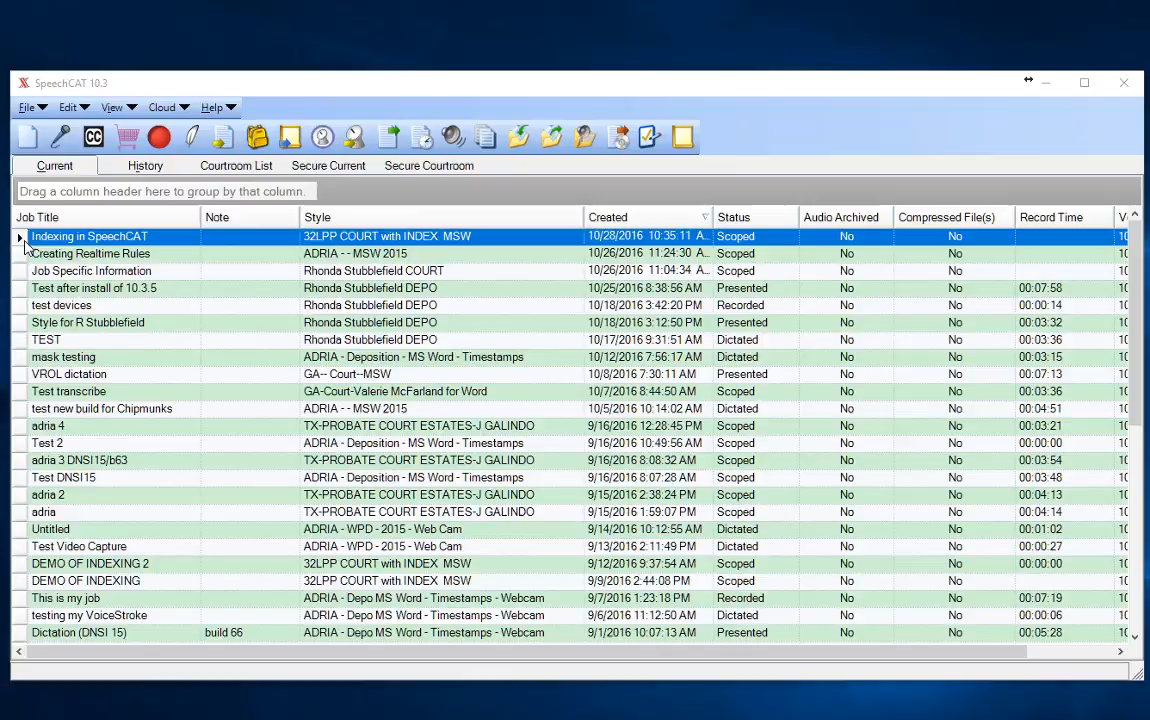 SpeechCAT 10.3
File Edit View Cloud Help
CC
Current History Courtroom List Secure Current Secure Courtroom
Drag a column header here to group by that column.
Job Title Note Style Created Status Audio Archived Compressed File(s) Record Time
Indexing in SpeechCAT 32LPP COURT with INDEX MSW 10/28/2016 10:35:11 A... Scoped No No 10
Creating Realtime Rules ADRIA - - MSW 2015 10/26/2016 11:24:30 A... Scoped No No 10
Job Specific Information Rhonda Stubblefield COURT 10/26/2016 11:04:34 A... Scoped No No 10
Test after install of 10.3.5 Rhonda Stubblefield DEPO 10/25/2016 8:38:56 AM Presented No No 00:07:58 10
test devices Rhonda Stubblefield DEPO 10/18/2016 3:42:20 PM Recorded No No 00:00:14 10
Style for R Stubblefield Rhonda Stubblefield DEPO 10/18/2016 3:12:50 PM Presented No No 00:03:32 10
TEST Rhonda Stubblefield DEPO 10/17/2016 9:31:51 AM Dictated No No 00:03:36 10
mask testing ADRIA - Deposition - MS Word - Timestamps 10/12/2016 7:56:17 AM Dictated No No 00:03:15 10
VROL dictation GA-- Court--MSW 10/8/2016 7:30:11 AM Presented No No 00:07:13 10
Test transcribe GA-Court-Valerie McFarland for Word 10/7/2016 8:44:50 AM Scoped No No 00:03:36 10
test new build for Chipmunks ADRIA - - MSW 2015 10/5/2016 10:14:02 AM Dictated No No 00:04:51 10
adria 4 TX-PROBATE COURT ESTATES-J GALINDO 9/16/2016 12:28:45 PM Scoped No No 00:03:21 10
Test 2 ADRIA - Deposition - MS Word - Timestamps 9/16/2016 10:49:56 AM Scoped No No 00:00:00 10
adria 3 DNSI15/b63 TX-PROBATE COURT ESTATES-J GALINDO 9/16/2016 8:08:32 AM Scoped No No 00:03:54 10
Test DNSI15 ADRIA - Deposition - MS Word - Timestamps 9/16/2016 8:07:28 AM Scoped No No 00:03:48 10
adria 2 TX-PROBATE COURT ESTATES-J GALINDO 9/15/2016 2:38:24 PM Scoped No No 00:04:13 10
adria TX-PROBATE COURT ESTATES-J GALINDO 9/15/2016 1:59:07 PM Scoped No No 00:04:14 10
Untitled ADRIA - WPD - 2015 - Web Cam 9/14/2016 10:12:55 AM Dictated No No 00:01:02 10
Test Video Capture ADRIA - WPD - 2015 - Web Cam 9/13/2016 2:11:49 PM Dictated No No 00:00:27 10
DEMO OF INDEXING 2 32LPP COURT with INDEX MSW 9/12/2016 9:37:54 AM Scoped No No 00:00:00 10
DEMO OF INDEXING 32LPP COURT with INDEX MSW 9/9/2016 2:44:08 PM Scoped No No 10
This is my job ADRIA - Depo MS Word - Timestamps - Webcam 9/7/2016 1:23:18 PM Recorded No No 00:07:19 10
testing my VoiceStroke ADRIA - Depo MS Word - Timestamps - Webcam 9/6/2016 11:12:50 AM Dictated No No 00:00:06 10
Dictation (DNSI 15) build 66 ADRIA - Depo MS Word - Timestamps - Webcam 9/1/2016 10:07:13 AM Presented No No 00:05:28 10